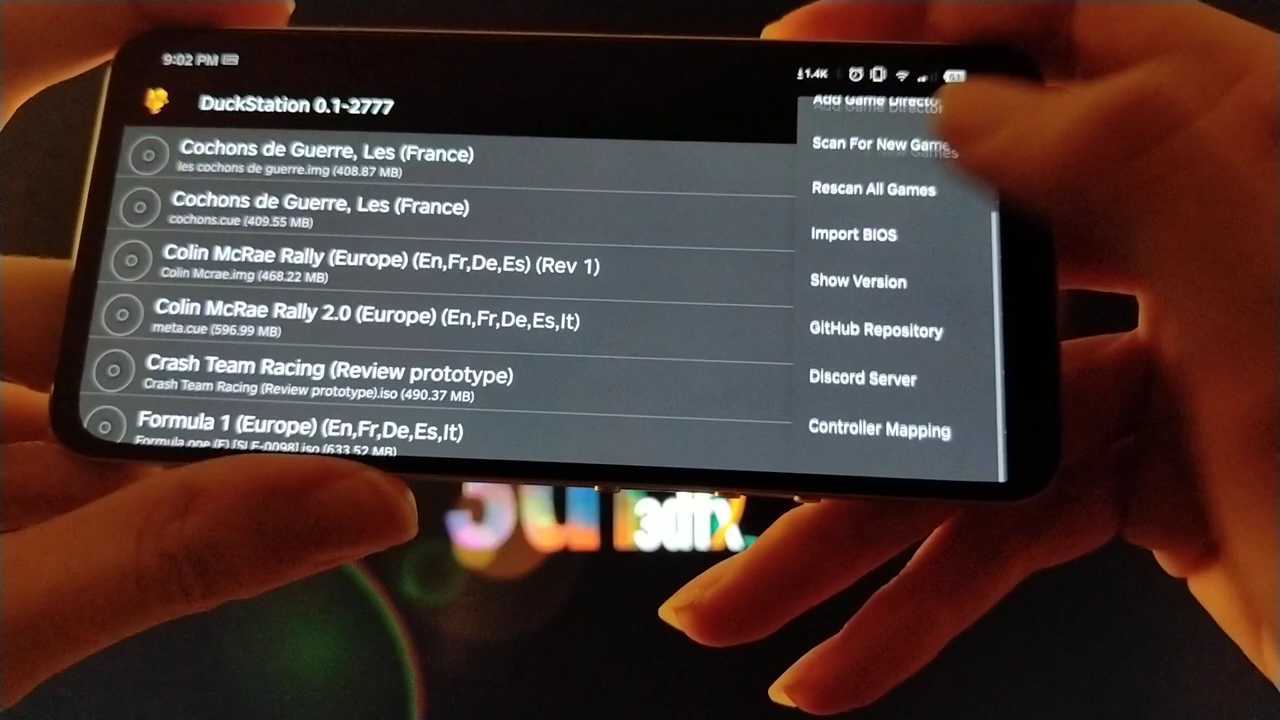 9:02 PM
1.4K
61
DuckStation 0.1-2777
Cochons de Guerre, Les (France)
les cochons de guerre.img (408.87 MB)
Cochons de Guerre, Les (France)
cochons.cue (409.55 MB)
Colin McRae Rally (Europe) (En,Fr,De,Es) (Rev 1)
Colin Mcrae.img (468.22 MB)
Colin McRae Rally 2.0 (Europe) (En,Fr,De,Es,It)
meta.cue (596.99 MB)
Crash Team Racing (Review prototype)
Crash Team Racing (Review prototype).iso (490.37 MB)
Formula 1 (Europe) (En,Fr,De,Es,It)
Formula one (E) [SLE-0098].iso (633.52 MB)
Add Game Director
Scan For New Games
Rescan All Games
Import BIOS
Show Version
GitHub Repository
Discord Server
Controller Mapping
3dfx